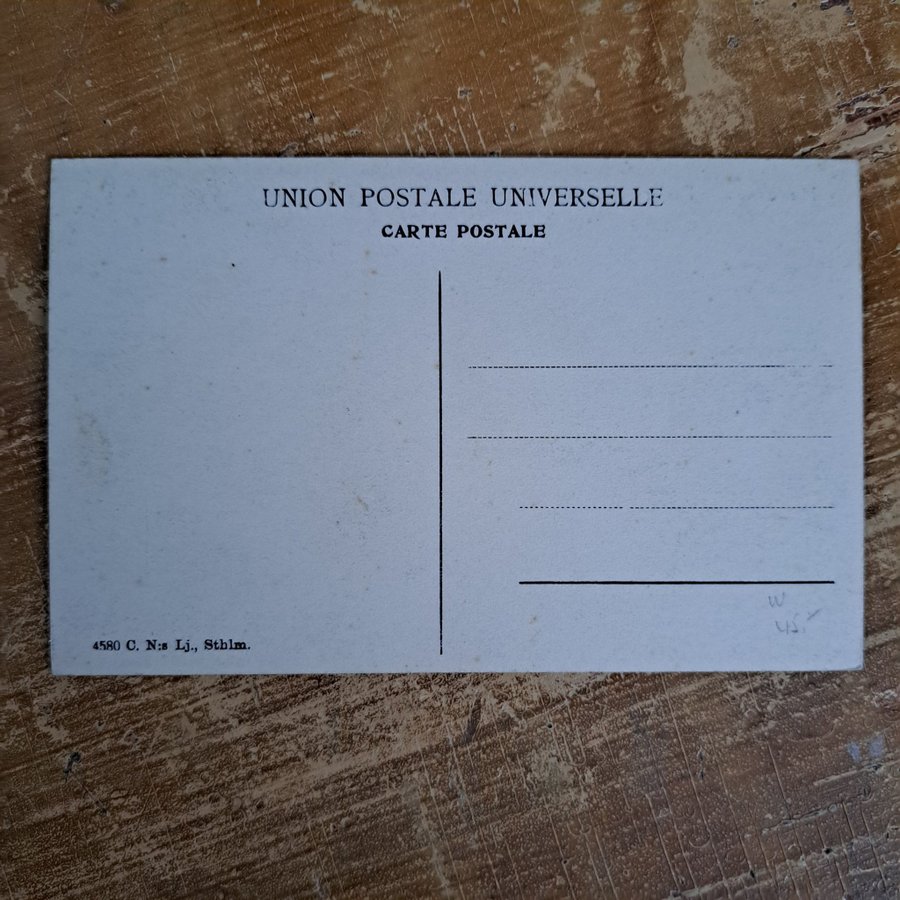 UNION POSTALE UNIVERSELLE
CARTE POSTALE
4580 C. N:s Lj., Sthlm.